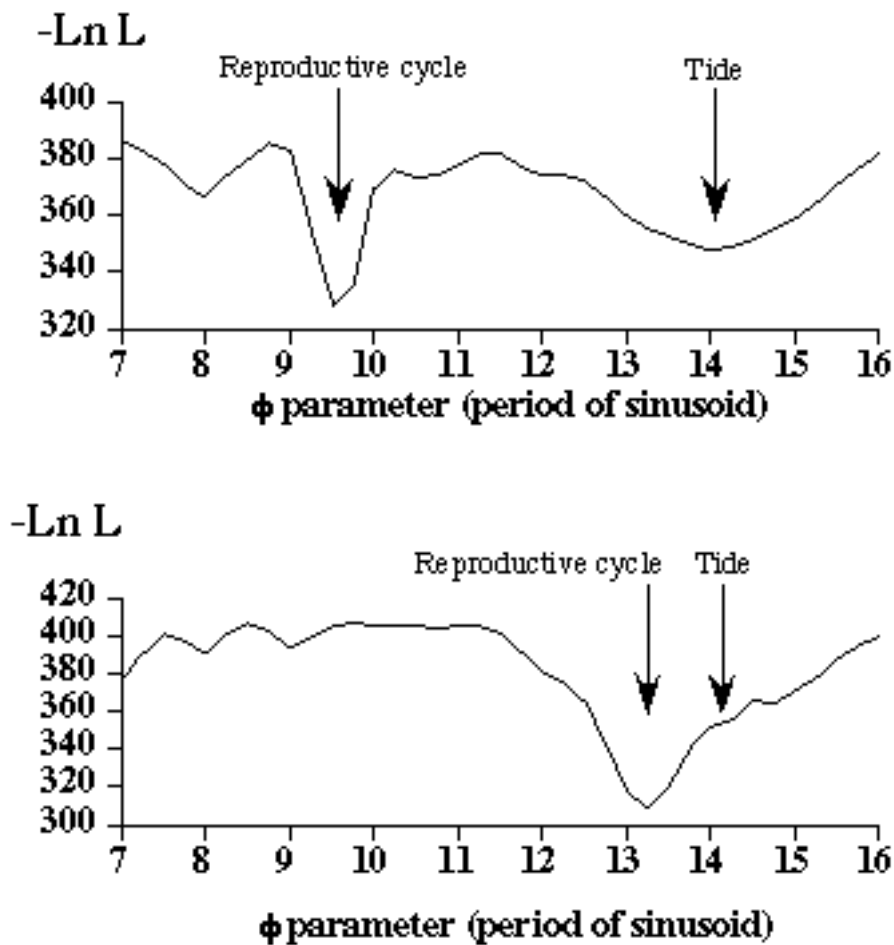 -Ln L
Reproductive cycle Tide
400
380
360
340
320
7 8 9 10 11 12 13 14 15 16
ϕ parameter (period of sinusoid)
-Ln L
Reproductive cycle Tide
420
400
380
360
340
320
300
7 8 9 10 11 12 13 14 15 16
ϕ parameter (period of sinusoid)